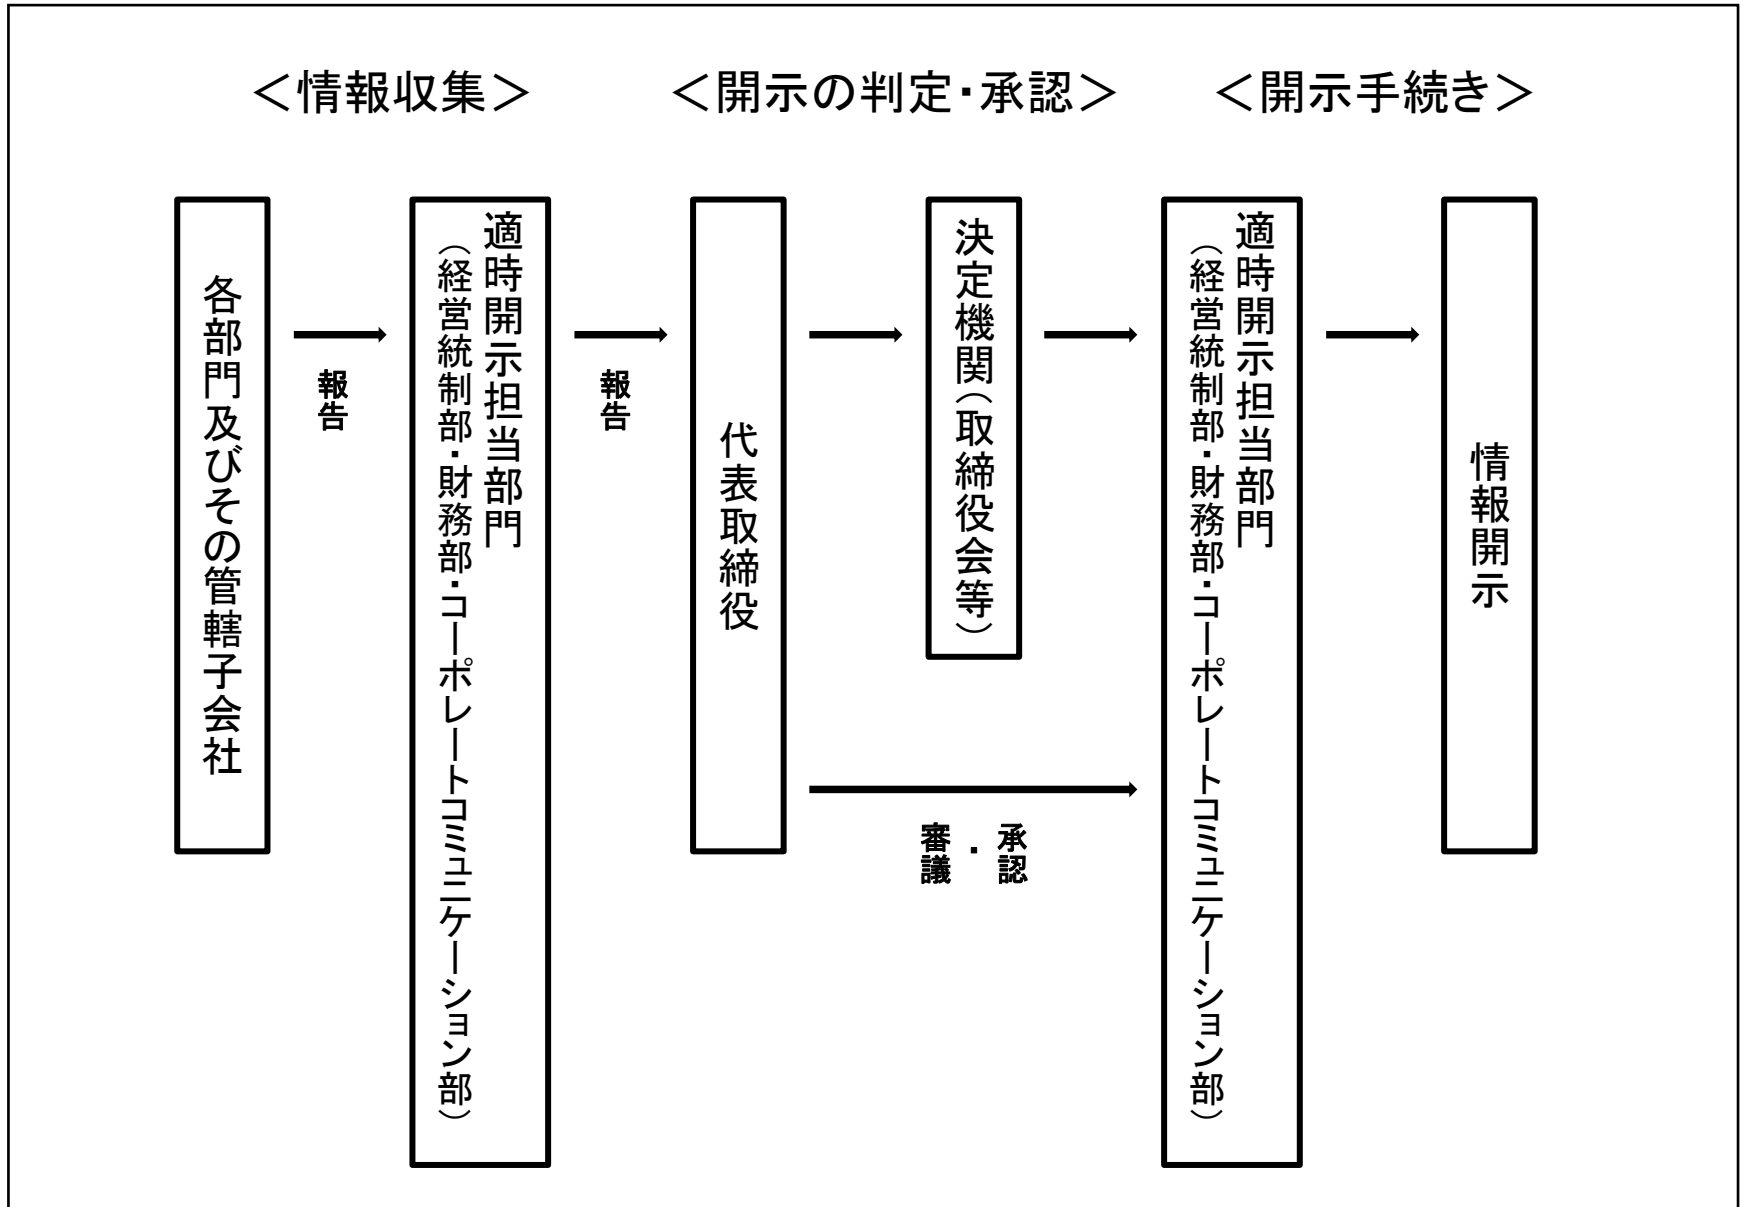 ＜情報収集＞
＜開示の判定・承認＞
＜開示手続き＞
各部門及びその管轄子会社
報告
適時開示担当部門
（経営統制部・財務部・コーポレートコミュニケーション部）
報告
代表取締役
決定機関（取締役会等）
審議・承認
適時開示担当部門
（経営統制部・財務部・コーポレートコミュニケーション部）
情報開示